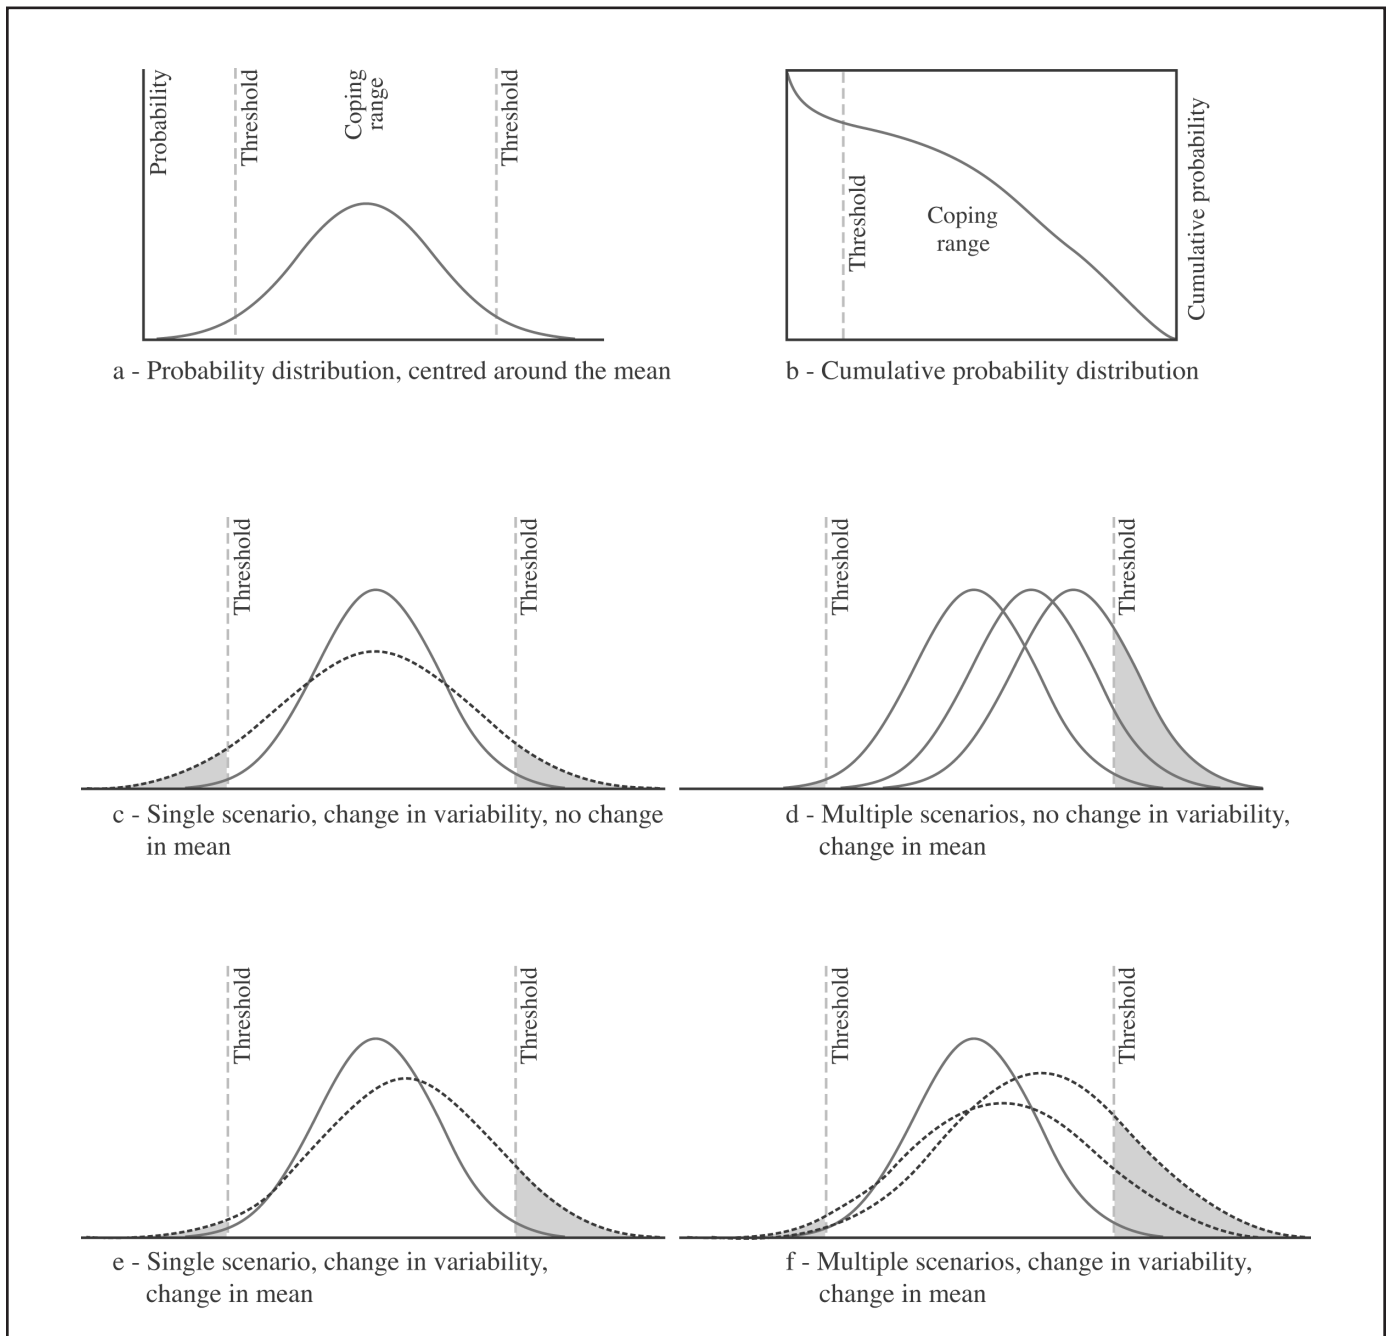 Probability
Threshold
Coping
range
Threshold
a - Probability distribution, centred around the mean
Threshold
Coping
range
Cumulative probability
b - Cumulative probability distribution
Threshold
Threshold
c - Single scenario, change in variability, no change
in mean
Threshold
Threshold
d - Multiple scenarios, no change in variability,
change in mean
Threshold
Threshold
e - Single scenario, change in variability,
change in mean
Threshold
Threshold
f - Multiple scenarios, change in variability,
change in mean